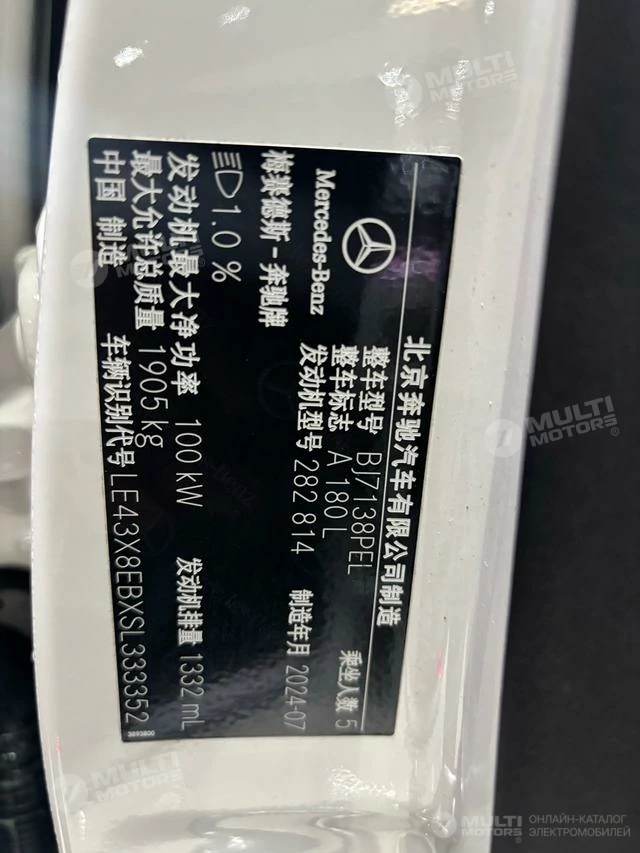 北京奔驰汽车有限公司制造
Mercedes-Benz
整车型号 BJ7138PEL
乘坐人数 5
整车标志 A 180 L
梅赛德斯-奔驰牌
发动机型号 282 814
制造年月 2024-07
1.0 %
发动机最大净功率 100 kW
发动机排量 1332 mL
最大允许总质量 1905 kg
中国 制造
车辆识别代号 LE43X8EBXSL333352
3893800
MULTI
MOTORS
MULTI
MOTORS
MULTI
MOTORS
MULTI
MOTORS
MULTI
MOTORS
ОНЛАЙН-КАТАЛОГ
ЭЛЕКТРОМОБИЛЕЙ